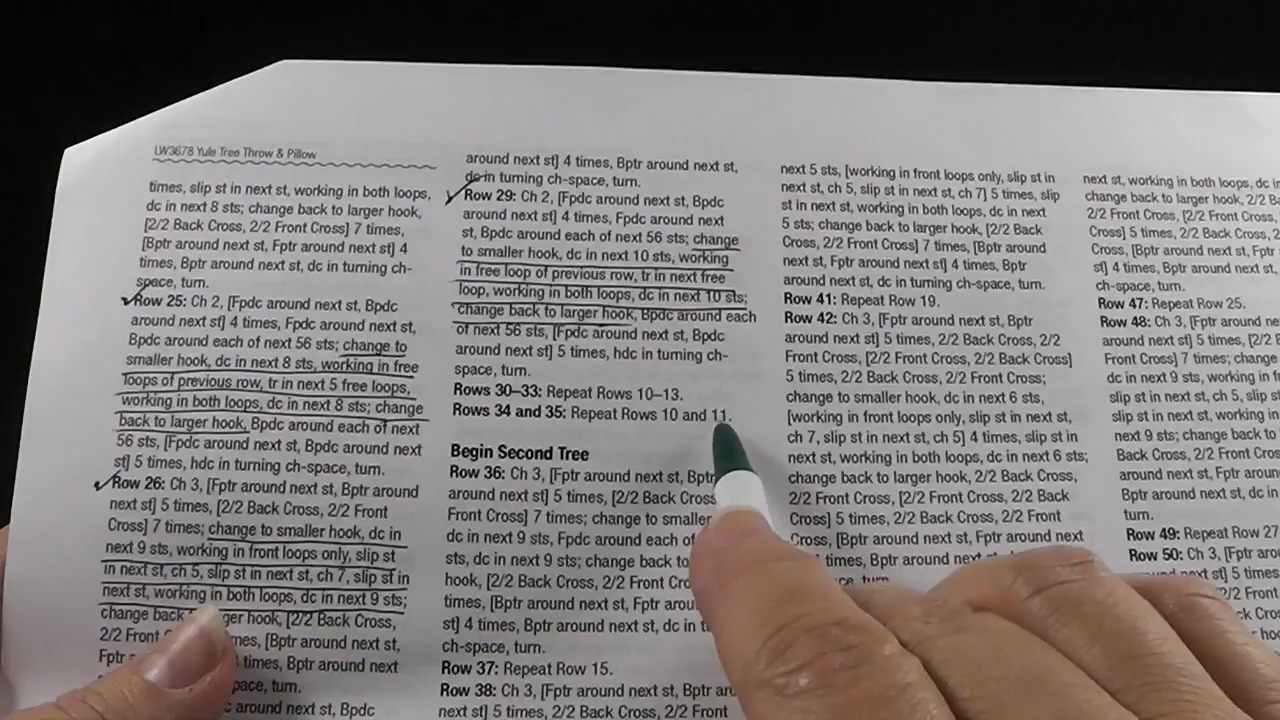 LW3678 Yule Tree Throw & Pillow
times, slip st in next st, working in both loops,
dc in next 8 sts; change back to larger hook,
[2/2 Back Cross, 2/2 Front Cross] 7 times,
[Bptr around next st, Fptr around next st] 4
times, Bptr around next st, dc in turning ch-
space, turn.
Row 25: Ch 2, [Fpdc around next st, Bpdc
around next st] 4 times, Fpdc around next st,
Bpdc around each of next 56 sts; change to
smaller hook, dc in next 8 sts, working in free
loops of previous row, tr in next 5 free loops,
working in both loops, dc in next 8 sts; change
back to larger hook, Bpdc around each of next
56 sts, [Fpdc around next st, Bpdc around next
st] 5 times, hdc in turning ch-space, turn.
Row 26: Ch 3, [Fptr around next st, Bptr around
next st] 5 times, [2/2 Back Cross, 2/2 Front
Cross] 7 times; change to smaller hook, dc in
next 9 sts, working in front loops only, slip st
in next st, ch 5, slip st in next st, ch 7, slip st in
next st, working in both loops, dc in next 9 sts;
change back ger hook, [2/2 Back Cross,
2/2 Front mes, [Bptr around next st,
Fptr times, Bptr around next st
pace, turn.
around next st, Bpdc
around next st] 4 times, Bptr around next st,
dc in turning ch-space, turn.
Row 29: Ch 2, [Fpdc around next st, Bpdc
around next st] 4 times, Fpdc around next
st, Bpdc around each of next 56 sts; change
to smaller hook, dc in next 10 sts, working
in free loop of previous row, tr in next free
loop, working in both loops, dc in next 10 sts;
change back to larger hook, Bpdc around each
of next 56 sts, [Fpdc around next st, Bpdc
around next st] 5 times, hdc in turning ch-
space, turn.
Rows 30–33: Repeat Rows 10–13.
Rows 34 and 35: Repeat Rows 10 and 11.
Begin Second Tree
Row 36: Ch 3, [Fptr around next st, Bptr
around next st] 5 times, [2/2 Back Cross
Front Cross] 7 times; change to smaller
dc in next 9 sts, Fpdc around each of
sts, dc in next 9 sts; change back to
hook, [2/2 Back Cross, 2/2 Front Cro
times, [Bptr around next st, Fptr arou
st] 4 times, Bptr around next st, dc in t
ch-space, turn.
Row 37: Repeat Row 15.
Row 38: Ch 3, [Fptr around next st, Bptr aro
next st] 5 times, 2/2 Back Cross, 2/2 Front
next 5 sts, [working in front loops only, slip st in
next st, ch 5, slip st in next st, ch 7] 5 times, slip
st in next st, working in both loops, dc in next
5 sts; change back to larger hook, [2/2 Back
Cross, 2/2 Front Cross] 7 times, [Bptr around
next st, Fptr around next st] 4 times, Bptr
around next st, dc in turning ch-space, turn.
Row 41: Repeat Row 19.
Row 42: Ch 3, [Fptr around next st, Bptr
around next st] 5 times, 2/2 Back Cross, 2/2
Front Cross, [2/2 Front Cross, 2/2 Back Cross]
5 times, 2/2 Back Cross, 2/2 Front Cross;
change to smaller hook, dc in next 6 sts,
[working in front loops only, slip st in next st,
ch 7, slip st in next st, ch 5] 4 times, slip st in
next st, working in both loops, dc in next 6 sts;
change back to larger hook, 2/2 Back Cross,
2/2 Front Cross, [2/2 Front Cross, 2/2 Back
Cross] 5 times, 2/2 Back Cross, 2/2 Front
Cross, [Bptr around next st, Fptr around next
times, Bptr around next st
turn.
next st, working in both loops, dc in
change back to larger hook, 2/2 Ba
2/2 Front Cross, [2/2 Front Cross,
Cross] 5 times, 2/2 Back Cross, 2
Cross, [Bptr around next st, Fptr a
st] 4 times, Bptr around next st,
ch-space, turn.
Row 47: Repeat Row 25.
Row 48: Ch 3, [Fptr around ne
around next st] 5 times, [2/2 B
Front Cross] 7 times; change
dc in next 9 sts, working in f
slip st in next st, ch 5, slip s
slip st in next st, working in
next 9 sts; change back to
Back Cross, 2/2 Front Cr
around next st, Fptr arou
Bptr around next st, dc in
turn.
Row 49: Repeat Row 27
Row 50: Ch 3, [Fptr aro
next st] 5 times
2/2 Front